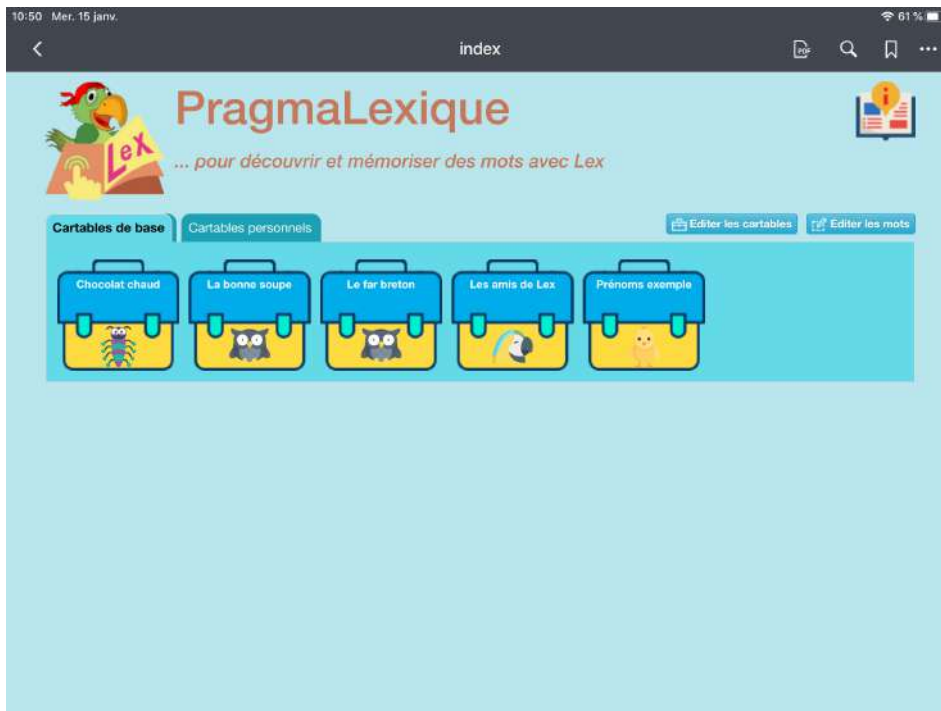 10:50 Mer. 15 janv. 61 %
index
PDF
PragmaLexique
Lex
... pour découvrir et mémoriser des mots avec Lex
Cartables de base Cartables personnels Editer les cartables Éditer les mots
Chocolat chaud La bonne soupe Le far breton Les amis de Lex Prénoms exemple